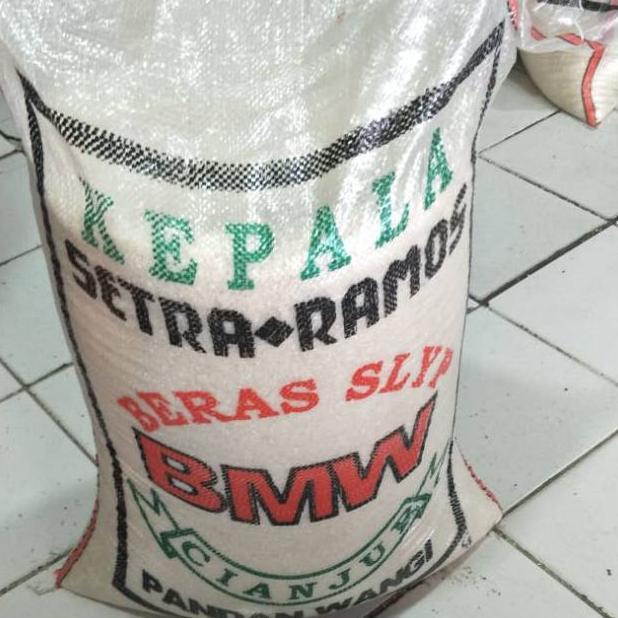 KEPALA
SETRA◆RAMOS
BERAS SLYP
BMW
CIANJUR
PANDAN WANGI